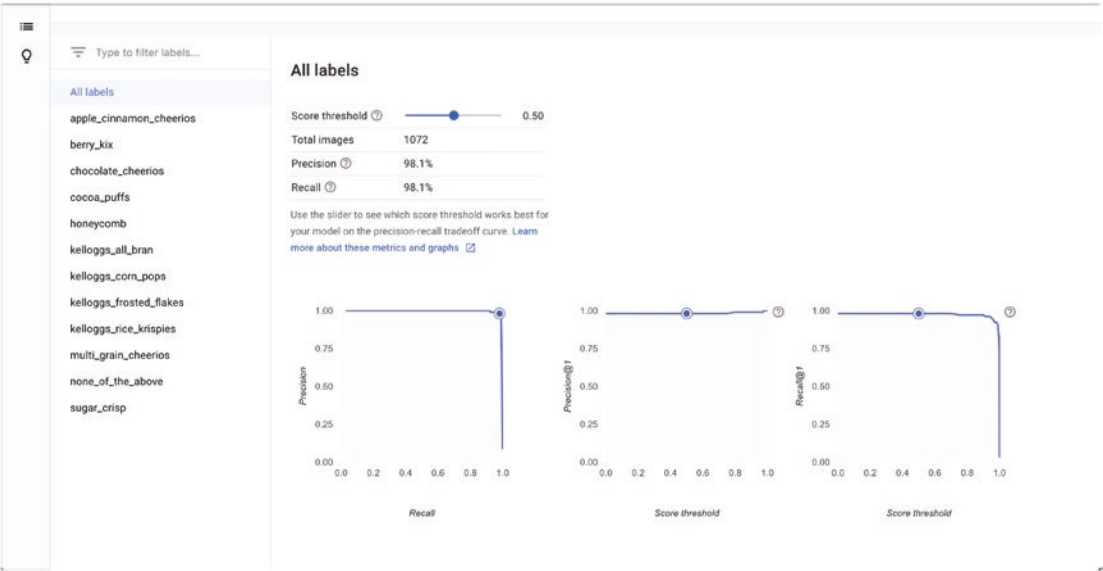 Type to filter labels...
All labels
apple_cinnamon_cheerios
berry_kix
chocolate_cheerios
cocoa_puffs
honeycomb
kelloggs_all_bran
kelloggs_corn_pops
kelloggs_frosted_flakes
kelloggs_rice_krispies
multi_grain_cheerios
none_of_the_above
sugar_crisp
All labels
Score threshold ? 0.50
Total images 1072
Precision ? 98.1%
Recall ? 98.1%
Use the slider to see which score threshold works best for
your model on the precision-recall tradeoff curve. Learn
more about these metrics and graphs
1.00
0.75
0.50
0.25
0.00
Precision
0.0 0.2 0.4 0.6 0.8 1.0
Recall
1.00 ?
0.75
0.50
0.25
0.00
Precision@1
0.0 0.2 0.4 0.6 0.8 1.0
Score threshold
1.00 ?
0.75
0.50
0.25
0.00
Recall@1
0.0 0.2 0.4 0.6 0.8 1.0
Score threshold